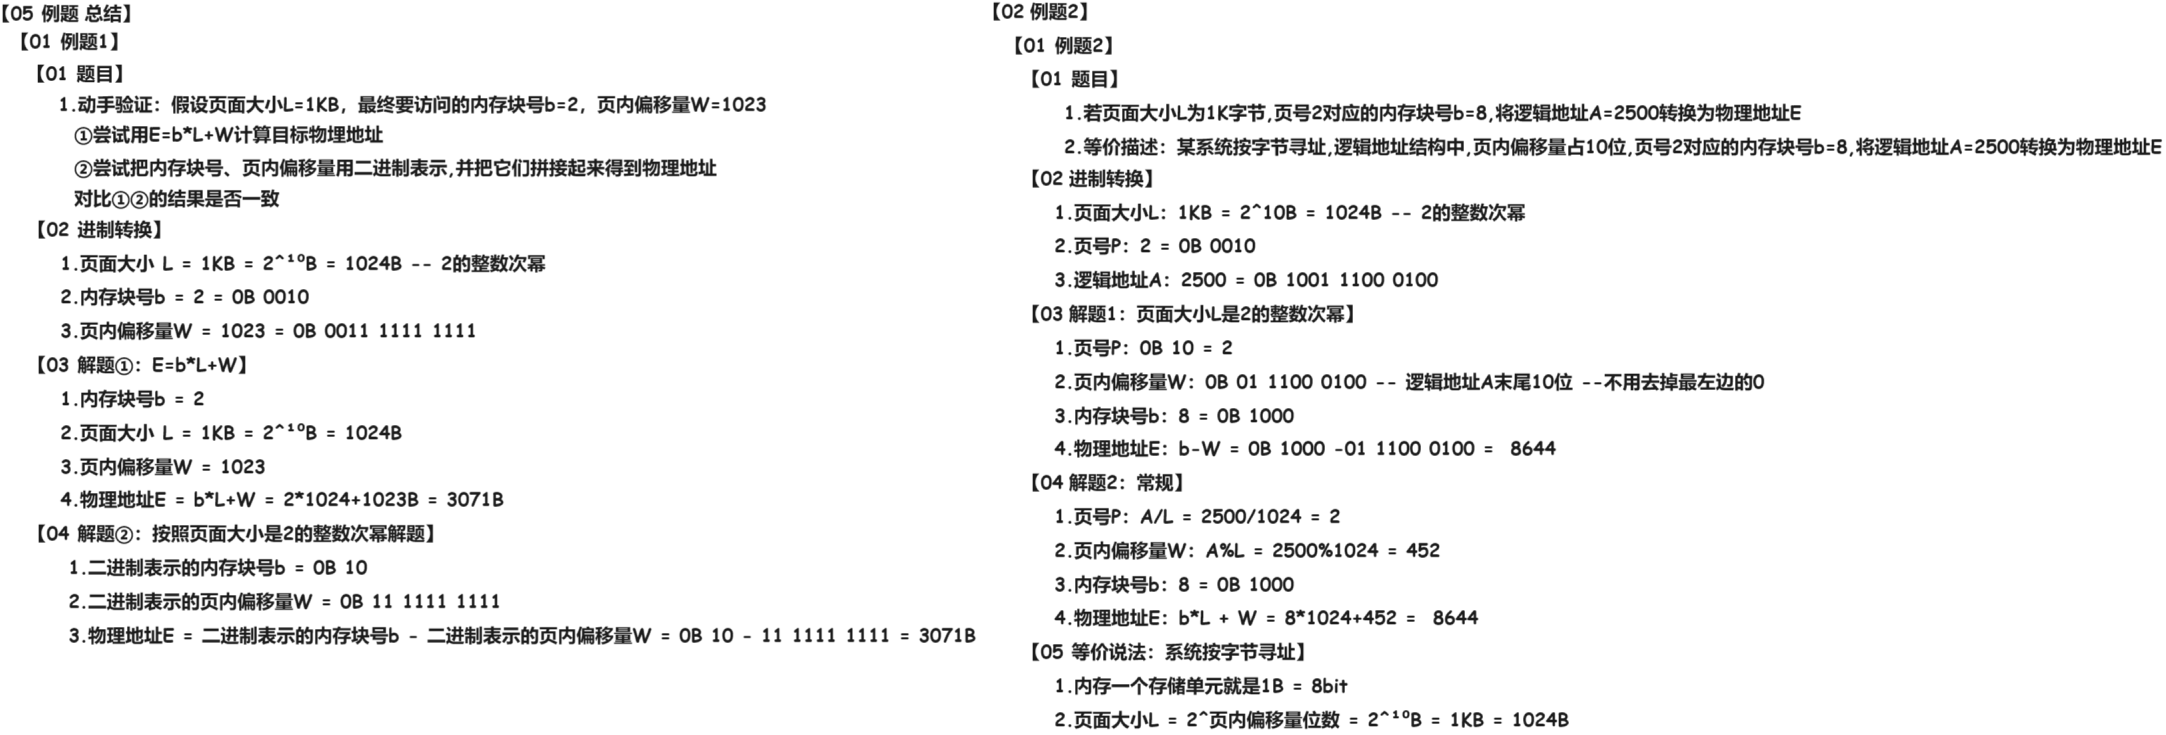 【05 例题 总结】
【01 例题1】
【01 题目】
1.动手验证：假设页面大小L=1KB，最终要访问的内存块号b=2，页内偏移量W=1023
①尝试用E=b*L+W计算目标物理地址
②尝试把内存块号、页内偏移量用二进制表示,并把它们拼接起来得到物理地址
对比①②的结果是否一致
【02 进制转换】
1.页面大小 L = 1KB = 2^¹⁰B = 1024B -- 2的整数次幂
2.内存块号b = 2 = 0B 0010
3.页内偏移量W = 1023 = 0B 0011 1111 1111
【03 解题①：E=b*L+W】
1.内存块号b = 2
2.页面大小 L = 1KB = 2^¹⁰B = 1024B
3.页内偏移量W = 1023
4.物理地址E = b*L+W = 2*1024+1023B = 3071B
【04 解题②：按照页面大小是2的整数次幂解题】
1.二进制表示的内存块号b = 0B 10
2.二进制表示的页内偏移量W = 0B 11 1111 1111
3.物理地址E = 二进制表示的内存块号b - 二进制表示的页内偏移量W = 0B 10 - 11 1111 1111 = 3071B
【02 例题2】
【01 例题2】
【01 题目】
1.若页面大小L为1K字节,页号2对应的内存块号b=8,将逻辑地址A=2500转换为物理地址E
2.等价描述：某系统按字节寻址,逻辑地址结构中,页内偏移量占10位,页号2对应的内存块号b=8,将逻辑地址A=2500转换为物理地址E
【02 进制转换】
1.页面大小L：1KB = 2^10B = 1024B -- 2的整数次幂
2.页号P：2 = 0B 0010
3.逻辑地址A：2500 = 0B 1001 1100 0100
【03 解题1：页面大小L是2的整数次幂】
1.页号P：0B 10 = 2
2.页内偏移量W：0B 01 1100 0100 -- 逻辑地址A末尾10位 --不用去掉最左边的0
3.内存块号b：8 = 0B 1000
4.物理地址E：b-W = 0B 1000 -01 1100 0100 = 8644
【04 解题2：常规】
1.页号P：A/L = 2500/1024 = 2
2.页内偏移量W：A%L = 2500%1024 = 452
3.内存块号b：8 = 0B 1000
4.物理地址E：b*L + W = 8*1024+452 = 8644
【05 等价说法：系统按字节寻址】
1.内存一个存储单元就是1B = 8bit
2.页面大小L = 2^页内偏移量位数 = 2^¹⁰B = 1KB = 1024B